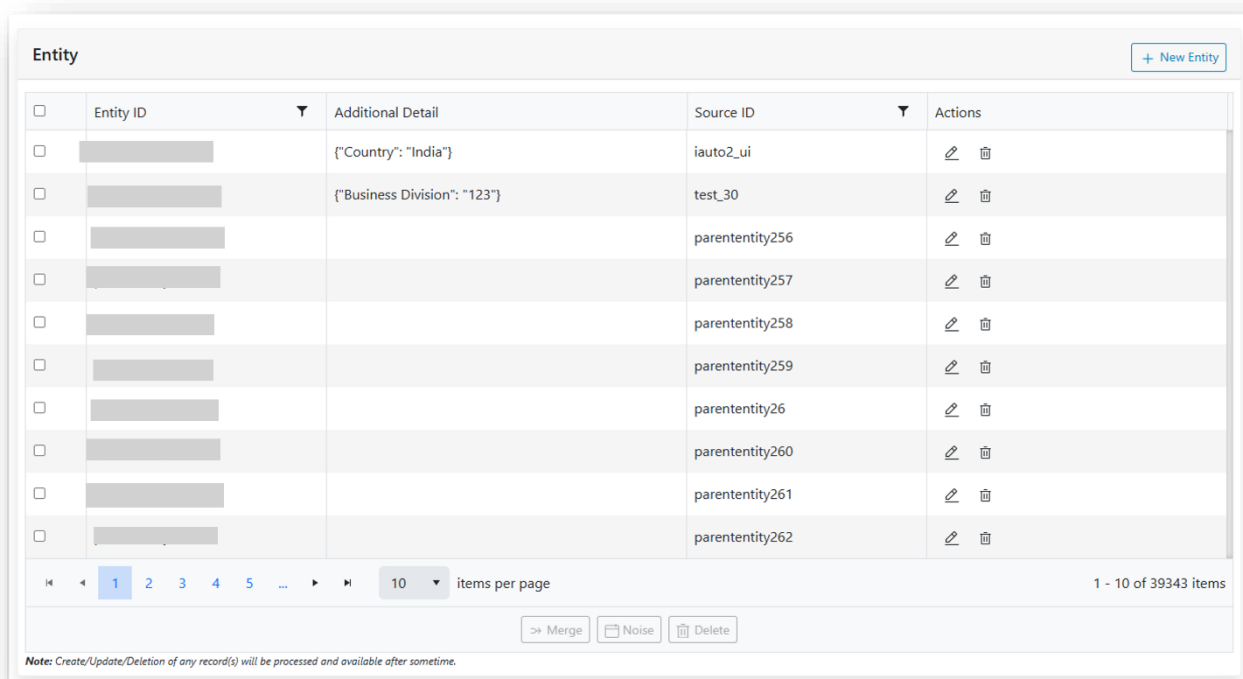 Entity
+ New Entity
Entity ID Additional Detail Source ID Actions
{"Country": "India"} iauto2_ui
{"Business Division": "123"} test_30
parententity256
parententity257
parententity258
parententity259
parententity26
parententity260
parententity261
parententity262
1 2 3 4 5 ... 10 items per page 1 - 10 of 39343 items
Merge Noise Delete
Note: Create/Update/Deletion of any record(s) will be processed and available after sometime.